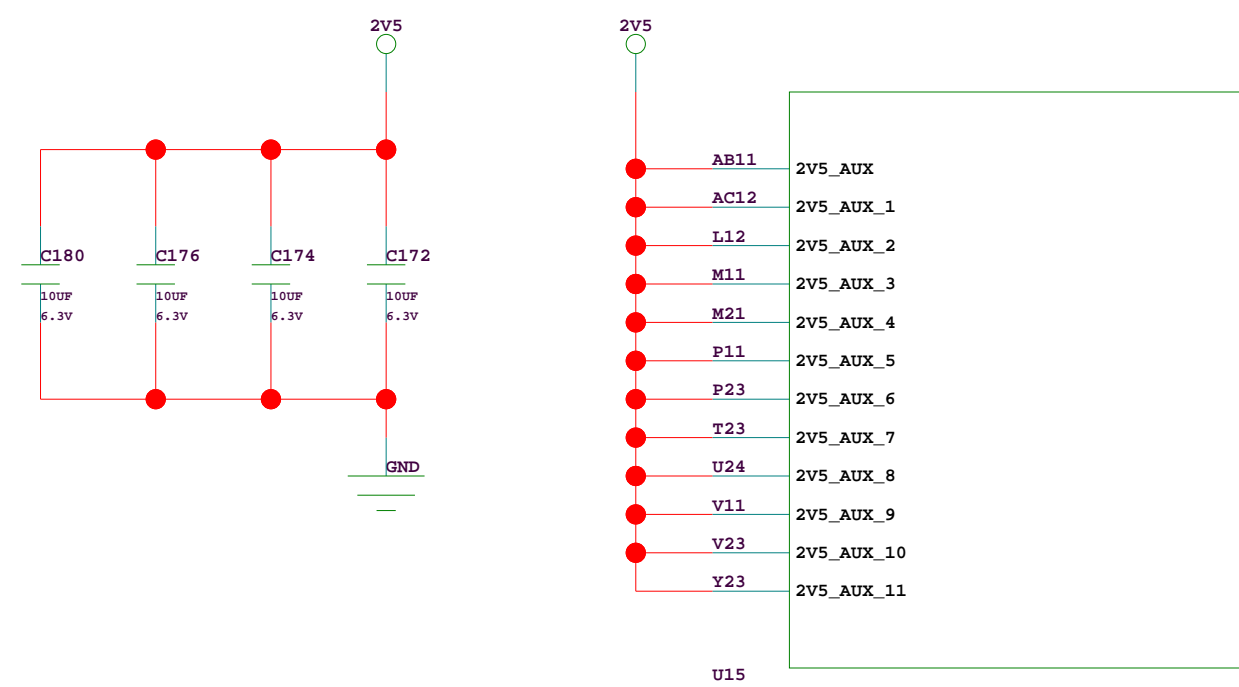 2V5
2V5
C180
10UF
6.3V
C176
10UF
6.3V
C174
10UF
6.3V
C172
10UF
6.3V
GND
AB11 2V5_AUX
AC12 2V5_AUX_1
L12 2V5_AUX_2
M11 2V5_AUX_3
M21 2V5_AUX_4
P11 2V5_AUX_5
P23 2V5_AUX_6
T23 2V5_AUX_7
U24 2V5_AUX_8
V11 2V5_AUX_9
V23 2V5_AUX_10
Y23 2V5_AUX_11
U15